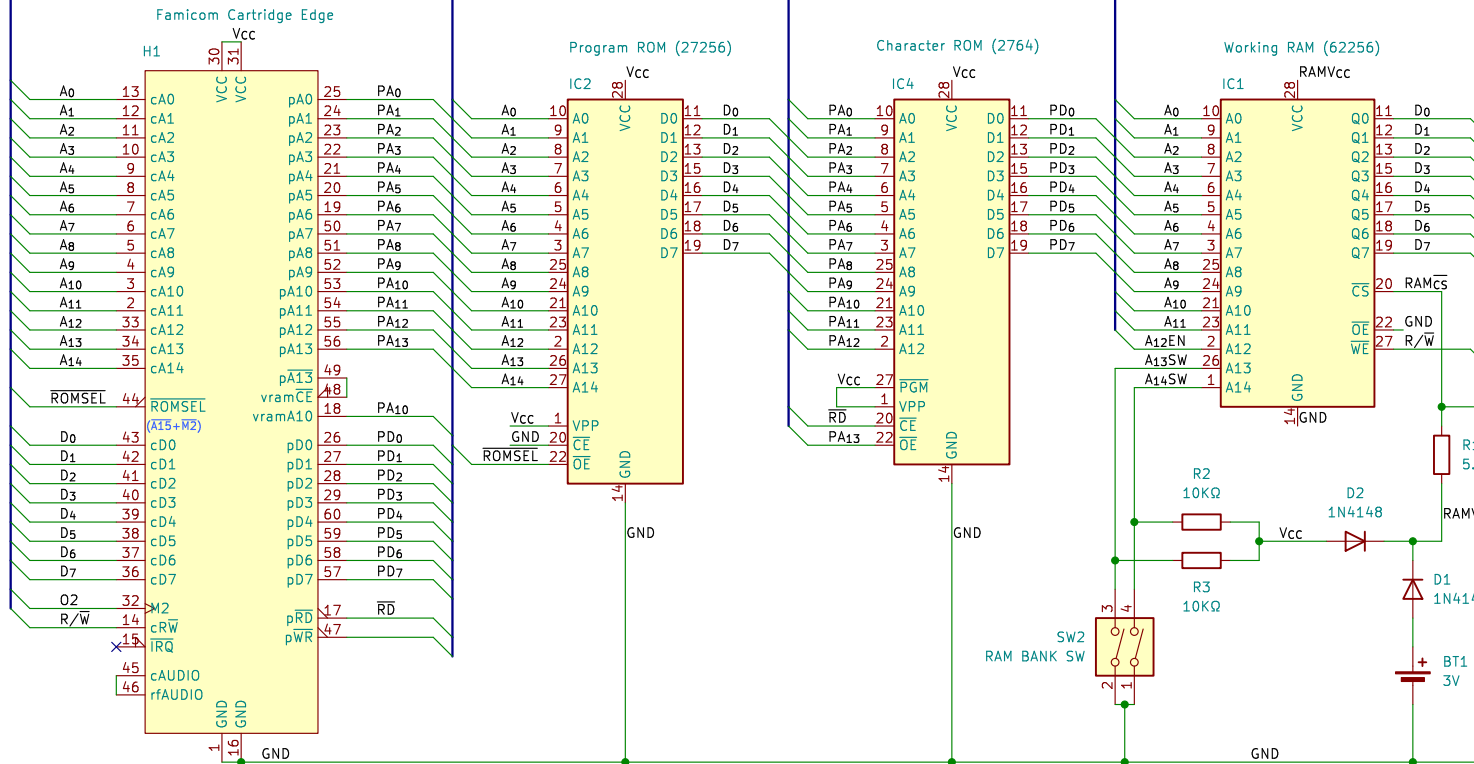 Famicom Cartridge Edge
H1
Vcc
30 31
VCC VCC
A0 13 cA0
A1 12 cA1
A2 11 cA2
A3 10 cA3
A4 9 cA4
A5 8 cA5
A6 7 cA6
A7 6 cA7
A8 5 cA8
A9 4 cA9
A10 3 cA10
A11 2 cA11
A12 33 cA12
A13 34 cA13
A14 35 cA14
ROMSEL 44 ROMSEL
(A15+M2)
D0 43 cD0
D1 42 cD1
D2 41 cD2
D3 40 cD3
D4 39 cD4
D5 38 cD5
D6 37 cD6
D7 36 cD7
O2 32 M2
R/W 14 cRW
15 IRQ
45 cAUDIO
46 rfAUDIO
pA0 25 PA0
pA1 24 PA1
pA2 23 PA2
pA3 22 PA3
pA4 21 PA4
pA5 20 PA5
pA6 19 PA6
pA7 50 PA7
pA8 51 PA8
pA9 52 PA9
pA10 53 PA10
pA11 54 PA11
pA12 55 PA12
pA13 56 PA13
pA13 49
vramCE 48
vramA10 18 PA10
pD0 26 PD0
pD1 27 PD1
pD2 28 PD2
pD3 29 PD3
pD4 60 PD4
pD5 59 PD5
pD6 58 PD6
pD7 57 PD7
pRD 17 RD
pWR 47
GND GND
1 16
GND
Program ROM (27256)
IC2
Vcc
28
VCC
A0 10 A0
A1 9 A1
A2 8 A2
A3 7 A3
A4 6 A4
A5 5 A5
A6 4 A6
A7 3 A7
A8 25 A8
A9 24 A9
A10 21 A10
A11 23 A11
A12 2 A12
A13 26 A13
A14 27 A14
Vcc 1 VPP
GND 20 CE
ROMSEL 22 OE
D0 11 D0
D1 12 D1
D2 13 D2
D3 15 D3
D4 16 D4
D5 17 D5
D6 18 D6
D7 19 D7
GND
14
GND
Character ROM (2764)
IC4
Vcc
28
VCC
PA0 10 A0
PA1 9 A1
PA2 8 A2
PA3 7 A3
PA4 6 A4
PA5 5 A5
PA6 4 A6
PA7 3 A7
PA8 25 A8
PA9 24 A9
PA10 21 A10
PA11 23 A11
PA12 2 A12
Vcc 27 PGM
1 VPP
RD 20 CE
PA13 22 OE
D0 11 PD0
D1 12 PD1
D2 13 PD2
D3 15 PD3
D4 16 PD4
D5 17 PD5
D6 18 PD6
D7 19 PD7
GND
14
GND
Working RAM (62256)
IC1
RAMVcc
28
VCC
A0 10 A0
A1 9 A1
A2 8 A2
A3 7 A3
A4 6 A4
A5 5 A5
A6 4 A6
A7 3 A7
A8 25 A8
A9 24 A9
A10 21 A10
A11 23 A11
A12EN 2 A12
A13SW 26 A13
A14SW 1 A14
Q0 11 D0
Q1 12 D1
Q2 13 D2
Q3 15 D3
Q4 16 D4
Q5 17 D5
Q6 18 D6
Q7 19 D7
CS 20 RAMCS
OE 22 GND
WE 27 R/W
GND
14 GND
R2
10KΩ
R3
10KΩ
Vcc
D2
1N4148
D1
BT1
3V
3 4
SW2
RAM BANK SW
2 1
GND